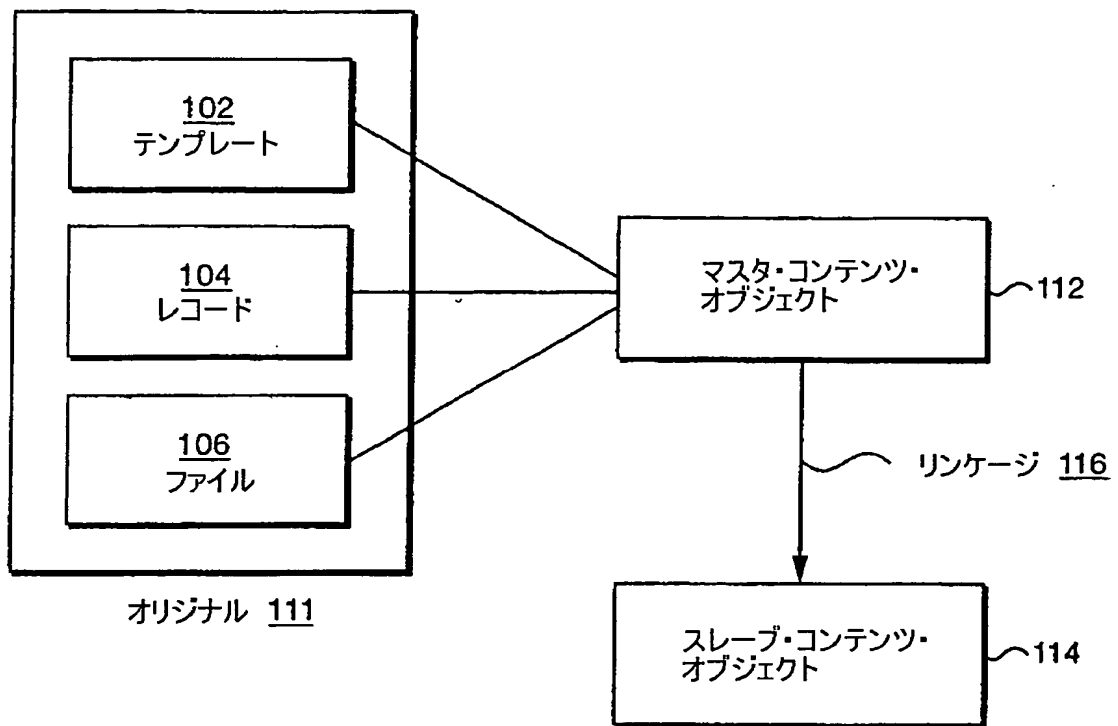 102
テンプレート
104
レコード
106
ファイル
オリジナル 111
マスタ・コンテンツ・
オブジェクト
112
リンケージ 116
スレーブ・コンテンツ・
オブジェクト
114